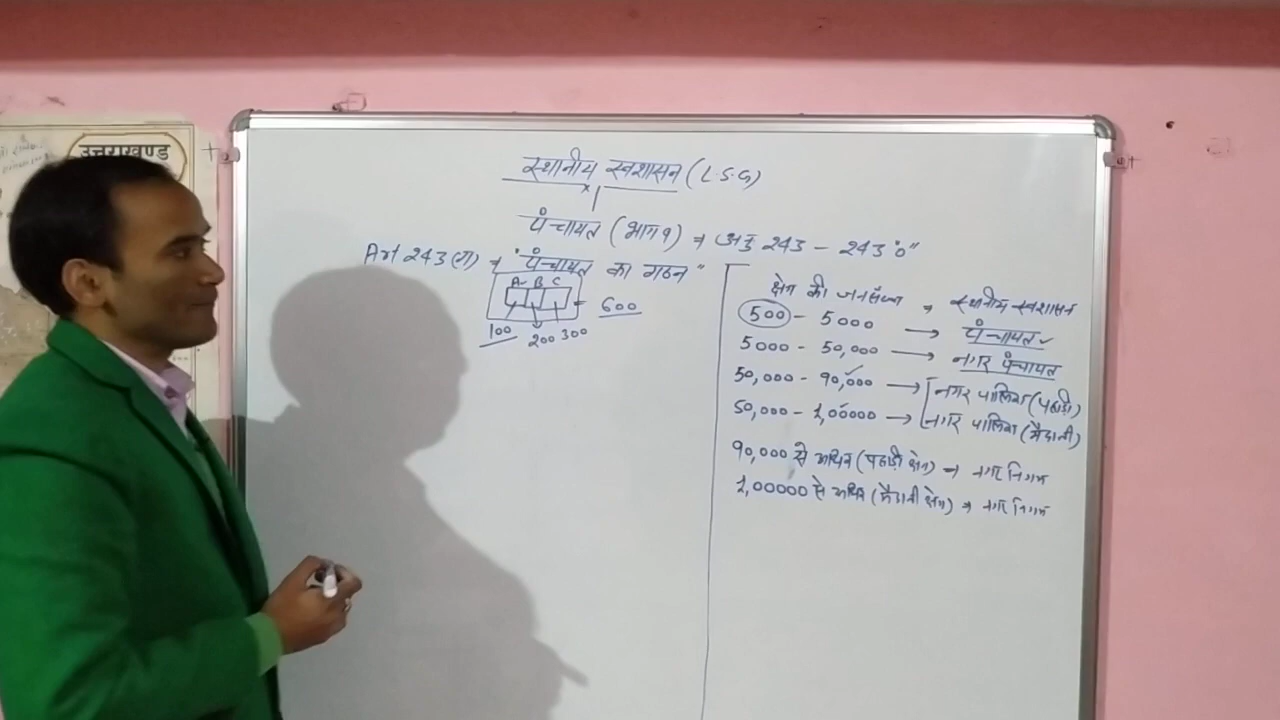 उत्तराखण्ड
स्थानीय स्वशासन (L.S.G)
पंचायत (भाग ९) → अनु 243 - 243 "O"
Art 243 (ग) → "पंचायत का गठन"
A B C
= 600
100 200 300
क्षेत्र की जनसंख्या → स्थानीय स्वशासन
500 - 5000 → पंचायत ✓
5000 - 50,000 → नगर पंचायत
50,000 - 90,000 → नगर पालिका (पहाड़ी)
50,000 - 1,00000 → नगर पालिका (मैदानी)
90,000 से अधिक (पहाड़ी क्षेत्र) → नगर निगम
1,00000 से अधिक (मैदानी क्षेत्र) → नगर निगम